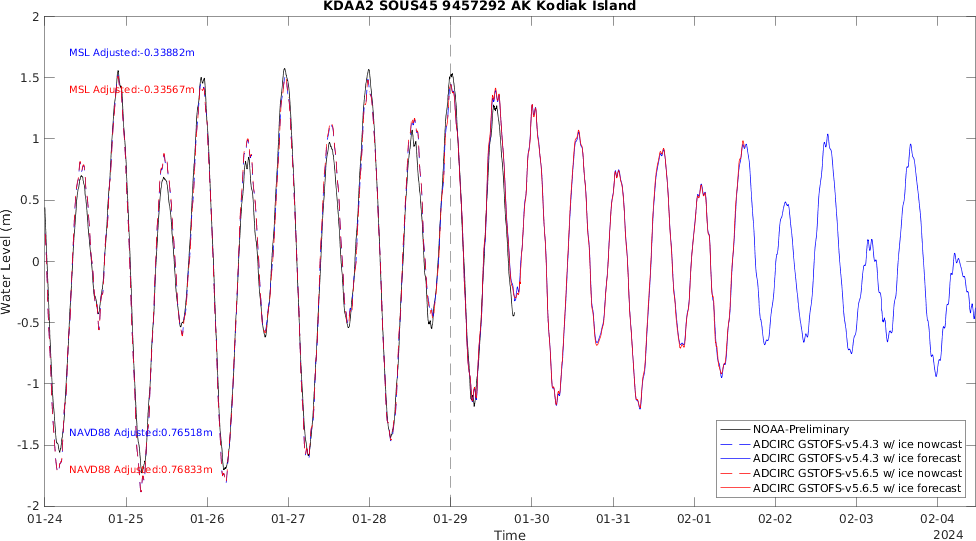 KDAA2 SOUS45 9457292 AK Kodiak Island
2
1.5
1
0.5
0
-0.5
-1
-1.5
-2
Water Level (m)
MSL Adjusted:-0.33882m
MSL Adjusted:-0.33567m
NAVD88 Adjusted:0.76518m
NAVD88 Adjusted:0.76833m
NOAA-Preliminary
ADCIRC GSTOFS-v5.4.3 w/ ice nowcast
ADCIRC GSTOFS-v5.4.3 w/ ice forecast
ADCIRC GSTOFS-v5.6.5 w/ ice nowcast
ADCIRC GSTOFS-v5.6.5 w/ ice forecast
01-24 01-25 01-26 01-27 01-28 01-29 01-30 01-31 02-01 02-02 02-03 02-04
2024
Time